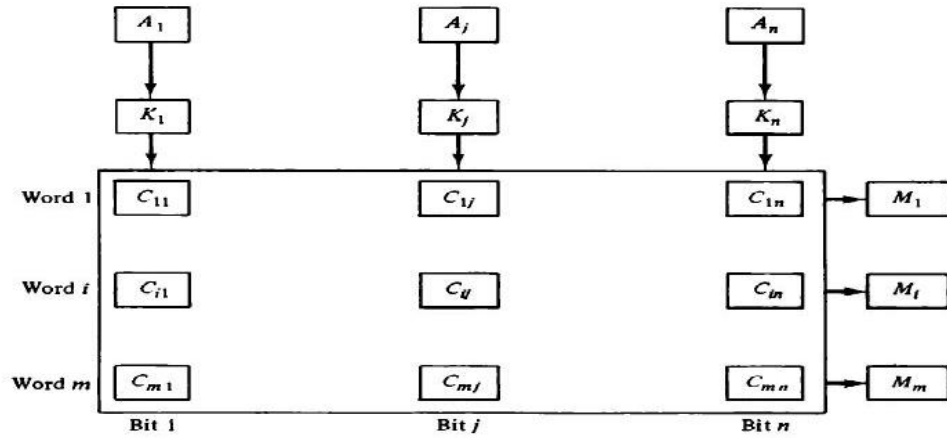 A₁ Aⱼ Aₙ
K₁ Kⱼ Kₙ
Word 1 C₁₁ C₁ⱼ C₁ₙ M₁
Word i Cᵢ₁ Cᵢⱼ Cᵢₙ Mᵢ
Word m Cₘ₁ Cₘⱼ Cₘₙ Mₘ
Bit 1 Bit j Bit n